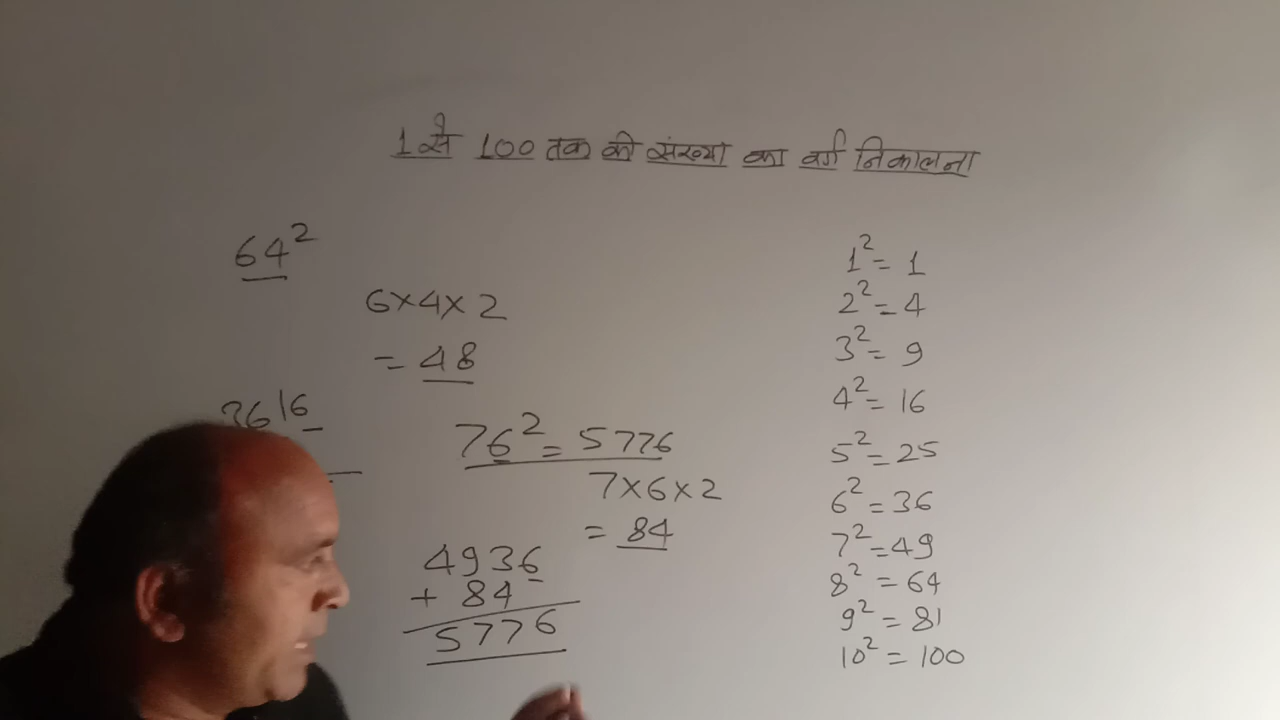 1 से 100 तक की संख्या का वर्ग निकालना
64²
6×4×2
= 48
3616
76² = 5776
7×6×2
= 84
4936
+ 84
5776
1² = 1
2² = 4
3² = 9
4² = 16
5² = 25
6² = 36
7² = 49
8² = 64
9² = 81
10² = 100